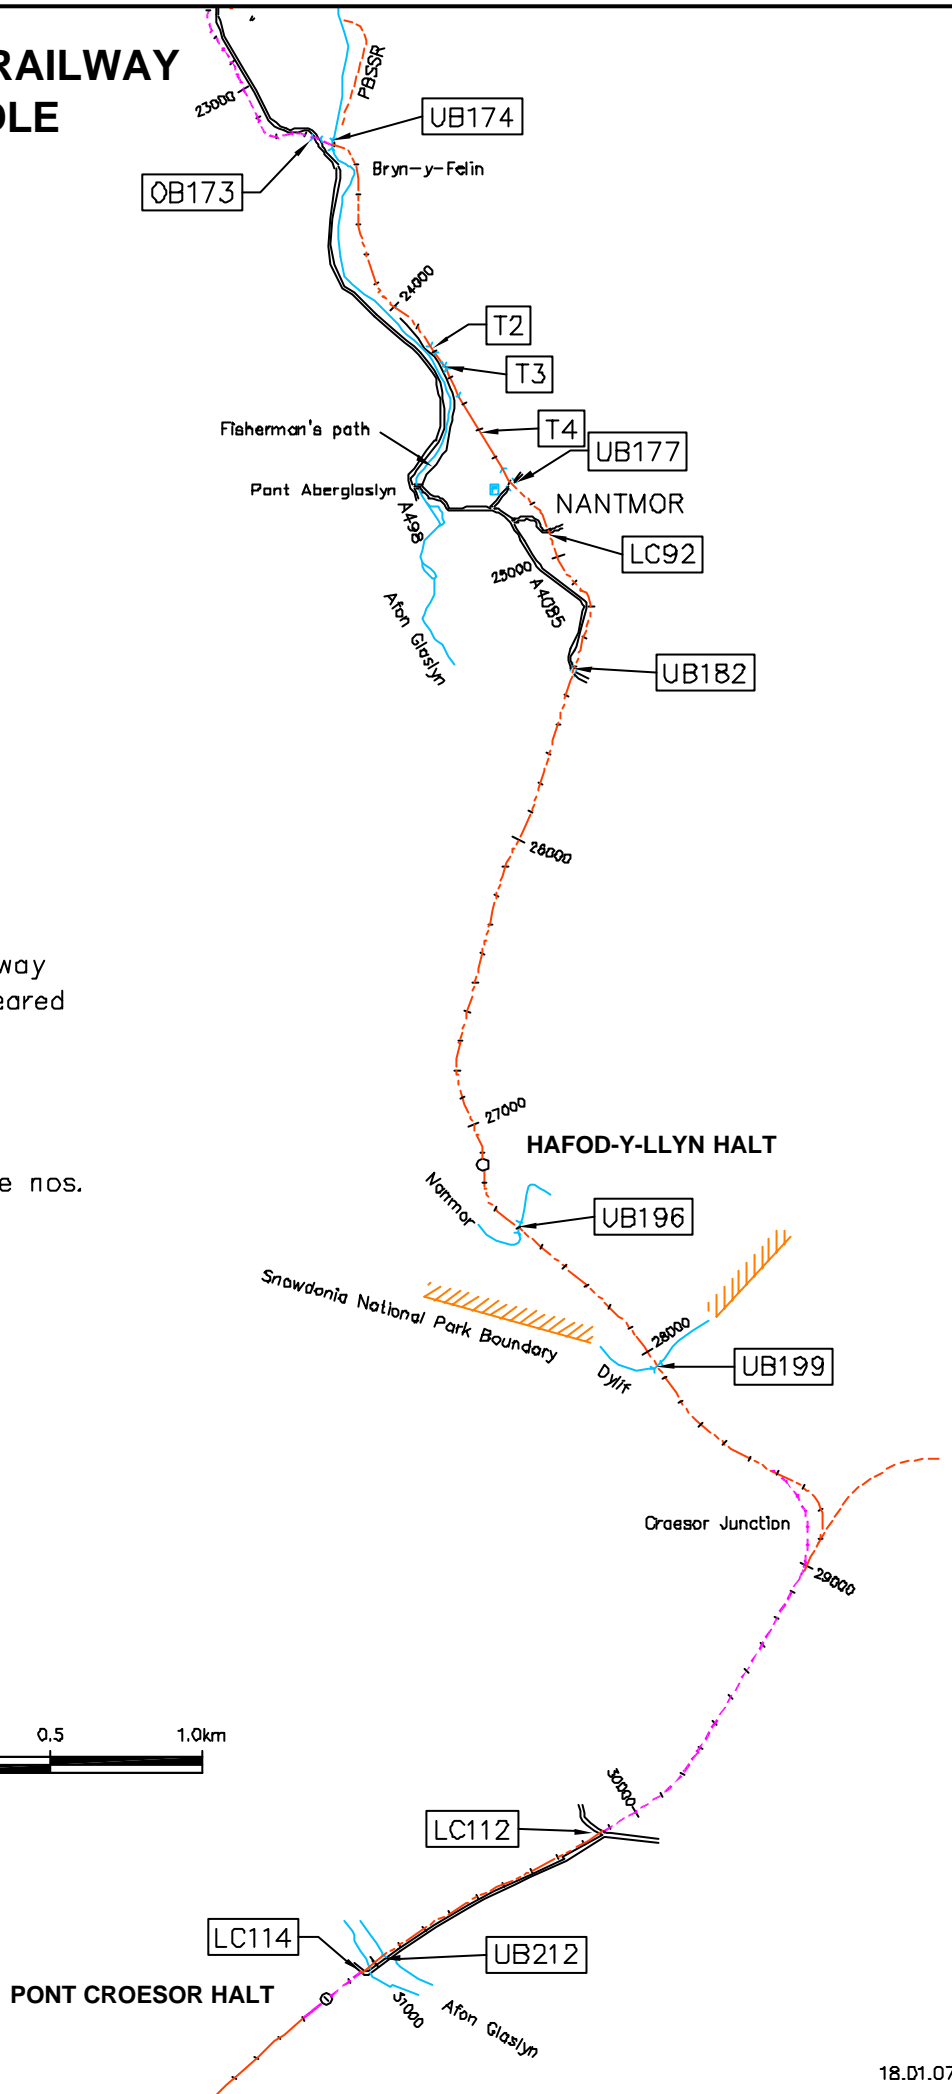 RAILWAY
DLE
PBSSR
23000
UB174
Bryn-y-Felin
OB173
24000
T2
T3
T4
Fisherman's path
UB177
Pont Aberglaslyn
NANTMOR
A498
LC92
25000
A4085
Afon Glaslyn
UB182
26000
way
eared
27000
HAFOD-Y-LLYN HALT
e nos.
Nanmor
UB196
Snowdonia National Park Boundary
28000
UB199
Dylif
Croesor Junction
29000
0.5
1.0km
30000
LC112
LC114
UB212
PONT CROESOR HALT
31000
Afon Glaslyn
18.01.07